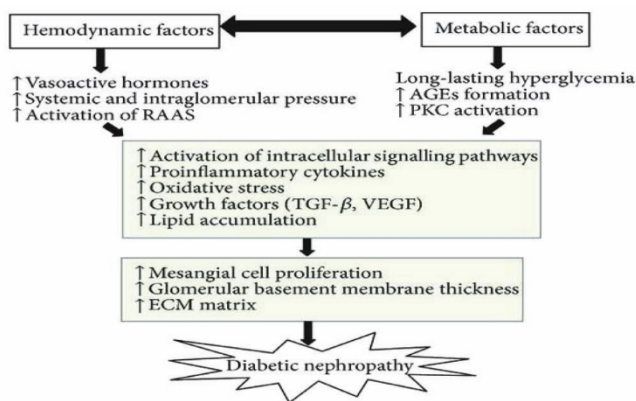 Hemodynamic factors
Metabolic factors
↑ Vasoactive hormones
↑ Systemic and intraglomerular pressure
↑ Activation of RAAS
Long-lasting hyperglycemia
↑ AGEs formation
↑ PKC activation
↑ Activation of intracellular signalling pathways
↑ Proinflammatory cytokines
↑ Oxidative stress
↑ Growth factors (TGF-β, VEGF)
↑ Lipid accumulation
↑ Mesangial cell proliferation
↑ Glomerular basement membrane thickness
↑ ECM matrix
Diabetic nephropathy